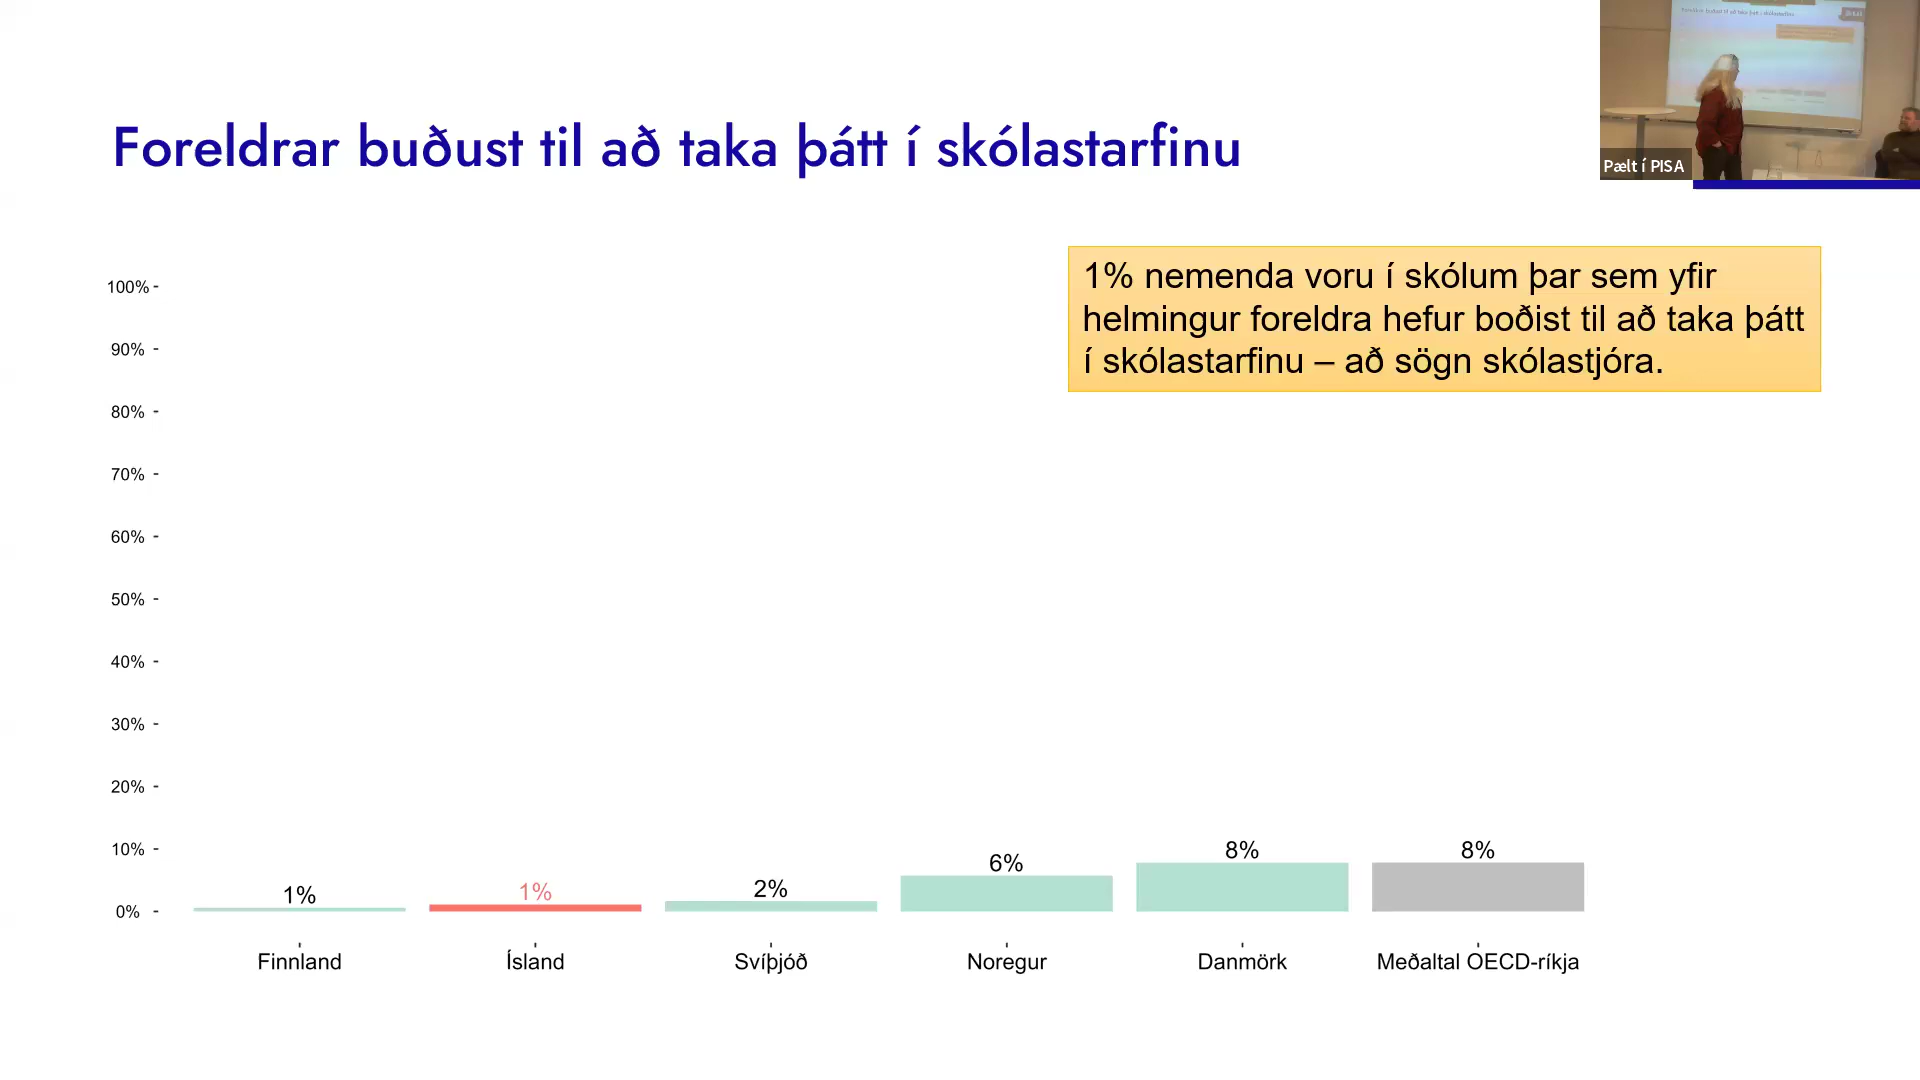 Foreldrar buðust til að taka þátt í skólastarfinu
Pælt í PISA
1% nemenda voru í skólum þar sem yfir
helmingur foreldra hefur boðist til að taka þátt
í skólastarfinu – að sögn skólastjóra.
100%
90%
80%
70%
60%
50%
40%
30%
20%
10%
0%
1%
1%
2%
6%
8%
8%
Finnland
Ísland
Svíþjóð
Noregur
Danmörk
Meðaltal OECD-ríkja